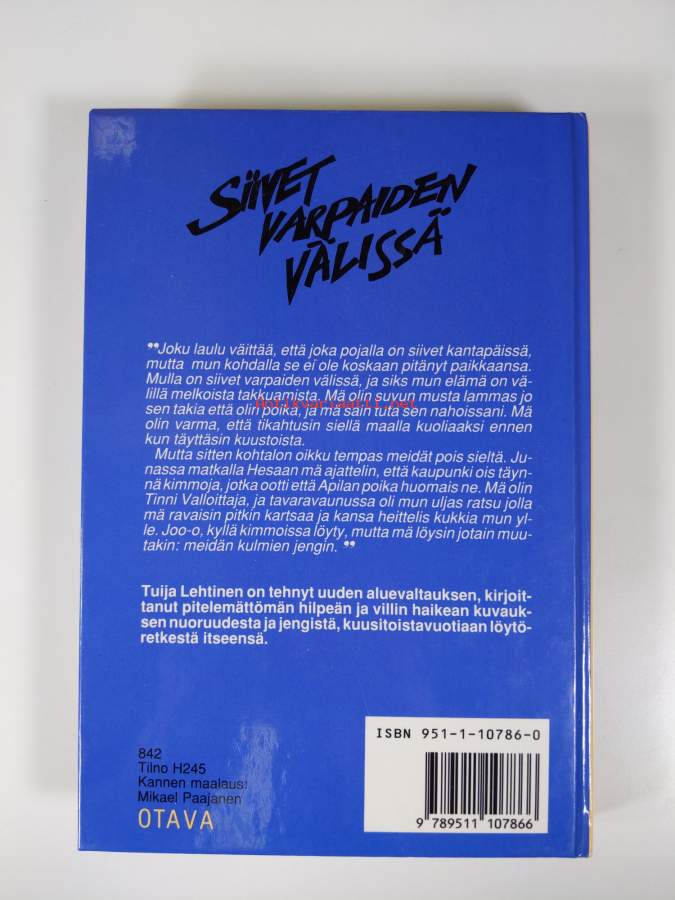 SIIVET
VARPAIDEN
VÄLISSÄ
"Joku laulu väittää, että joka pojalla on siivet kantapäissä,
mutta mun kohdalla se ei ole koskaan pitänyt paikkaansa.
Mulla on siivet varpaiden välissä, ja siks mun elämä on vä-
lillä melkoista takkuamista. Mä olin suvun musta lammas jo
antikvariaatti.net
sen takia että olin poika, ja mä sain tuta sen nahoissani. Mä
olin varma, että tikahtusin siellä maalla kuoliaaksi ennen
kun täyttäsin kuustoista.
Mutta sitten kohtalon oikku tempas meidät pois sieltä. Ju-
nassa matkalla Hesaan mä ajattelin, että kaupunki ois täyn-
nä kimmoja, jotka ootti että Apilan poika huomais ne. Mä olin
Tinni Valloittaja, ja tavaravaunussa oli mun uljas ratsu jolla
mä ravaisin pitkin kartsaa ja kansa heittelis kukkia mun yl-
le. Joo-o, kyllä kimmoissa löyty, mutta mä löysin jotain muu-
takin: meidän kulmien jengin."
Tuija Lehtinen on tehnyt uuden aluevaltauksen, kirjoit-
tanut pitelemättömän hilpeän ja villin haikean kuvauk-
sen nuoruudesta ja jengistä, kuusitoistavuotiaan löytö-
retkestä itseensä.
ISBN 951-1-10786-0
842
Tilno H245
Kannen maalaus:
Mikael Paajanen
OTAVA
9 789511 107866